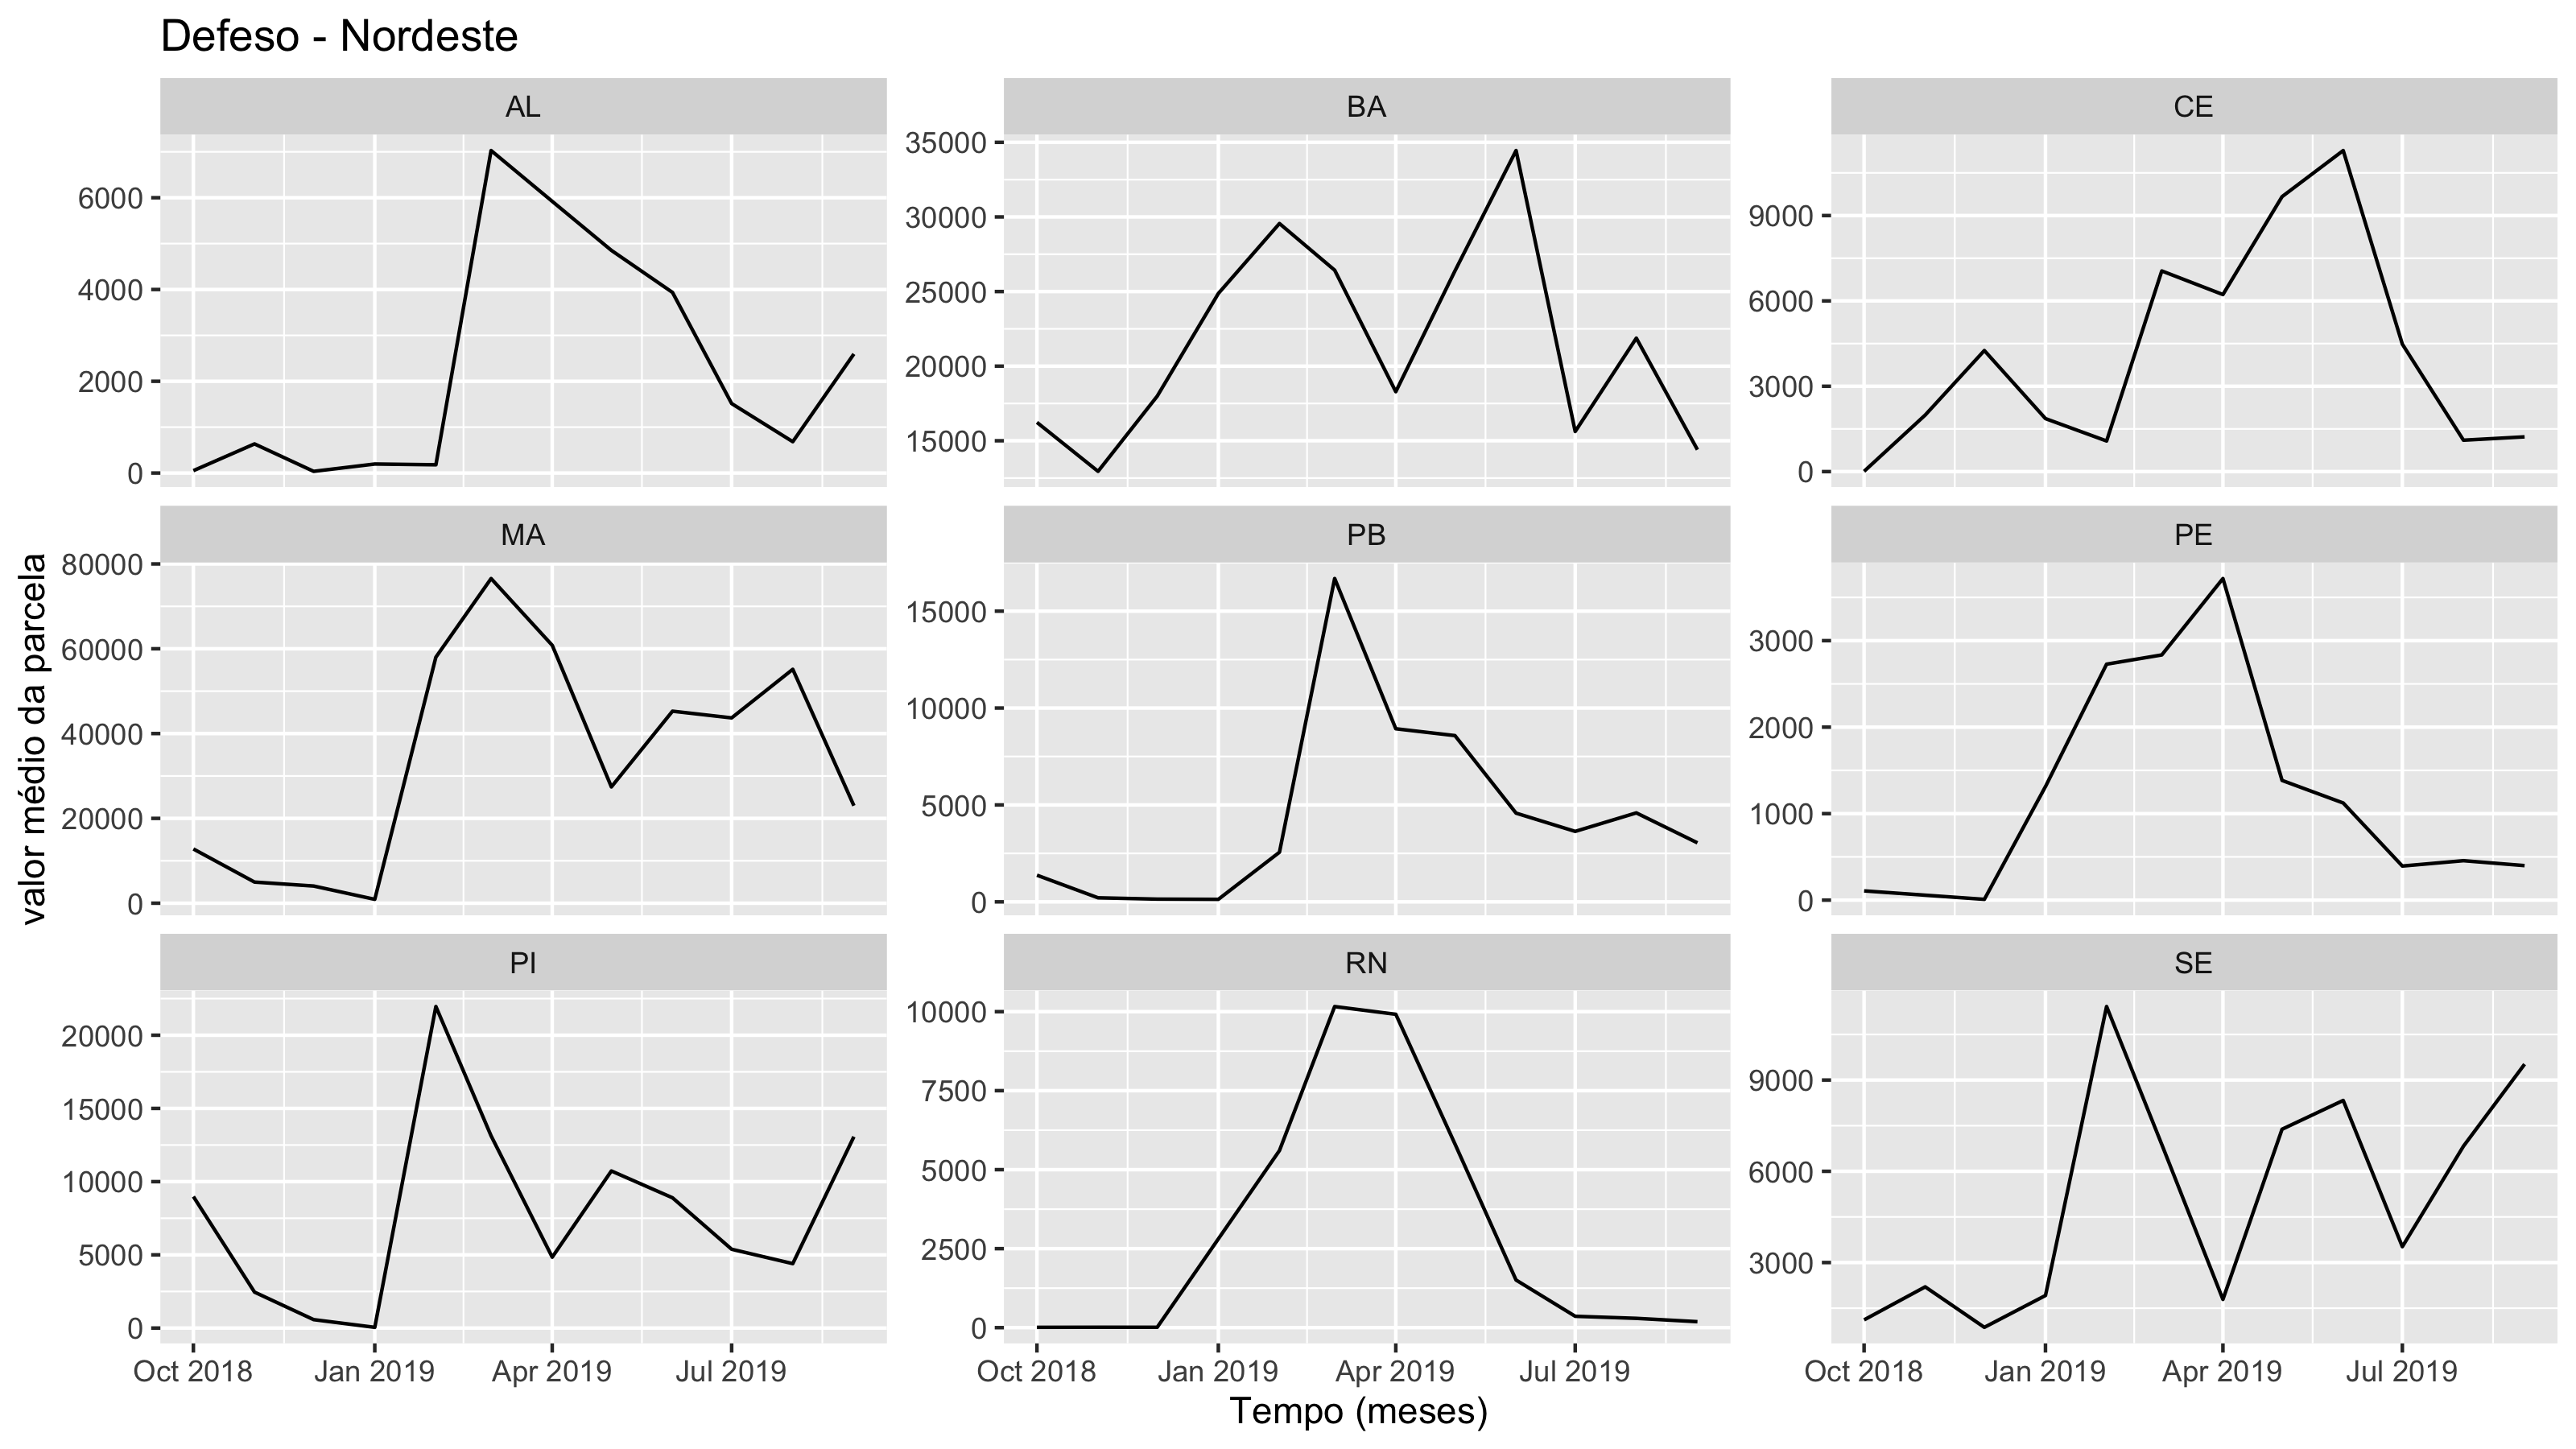 Defeso - Nordeste
AL
BA
CE
6000
4000
2000
0
35000
30000
25000
20000
15000
9000
6000
3000
0
MA
PB
PE
80000
60000
40000
20000
0
15000
10000
5000
0
3000
2000
1000
0
PI
RN
SE
20000
15000
10000
5000
0
10000
7500
5000
2500
0
9000
6000
3000
Oct 2018 Jan 2019 Apr 2019 Jul 2019
Oct 2018 Jan 2019 Apr 2019 Jul 2019
Oct 2018 Jan 2019 Apr 2019 Jul 2019
valor médio da parcela
Tempo (meses)